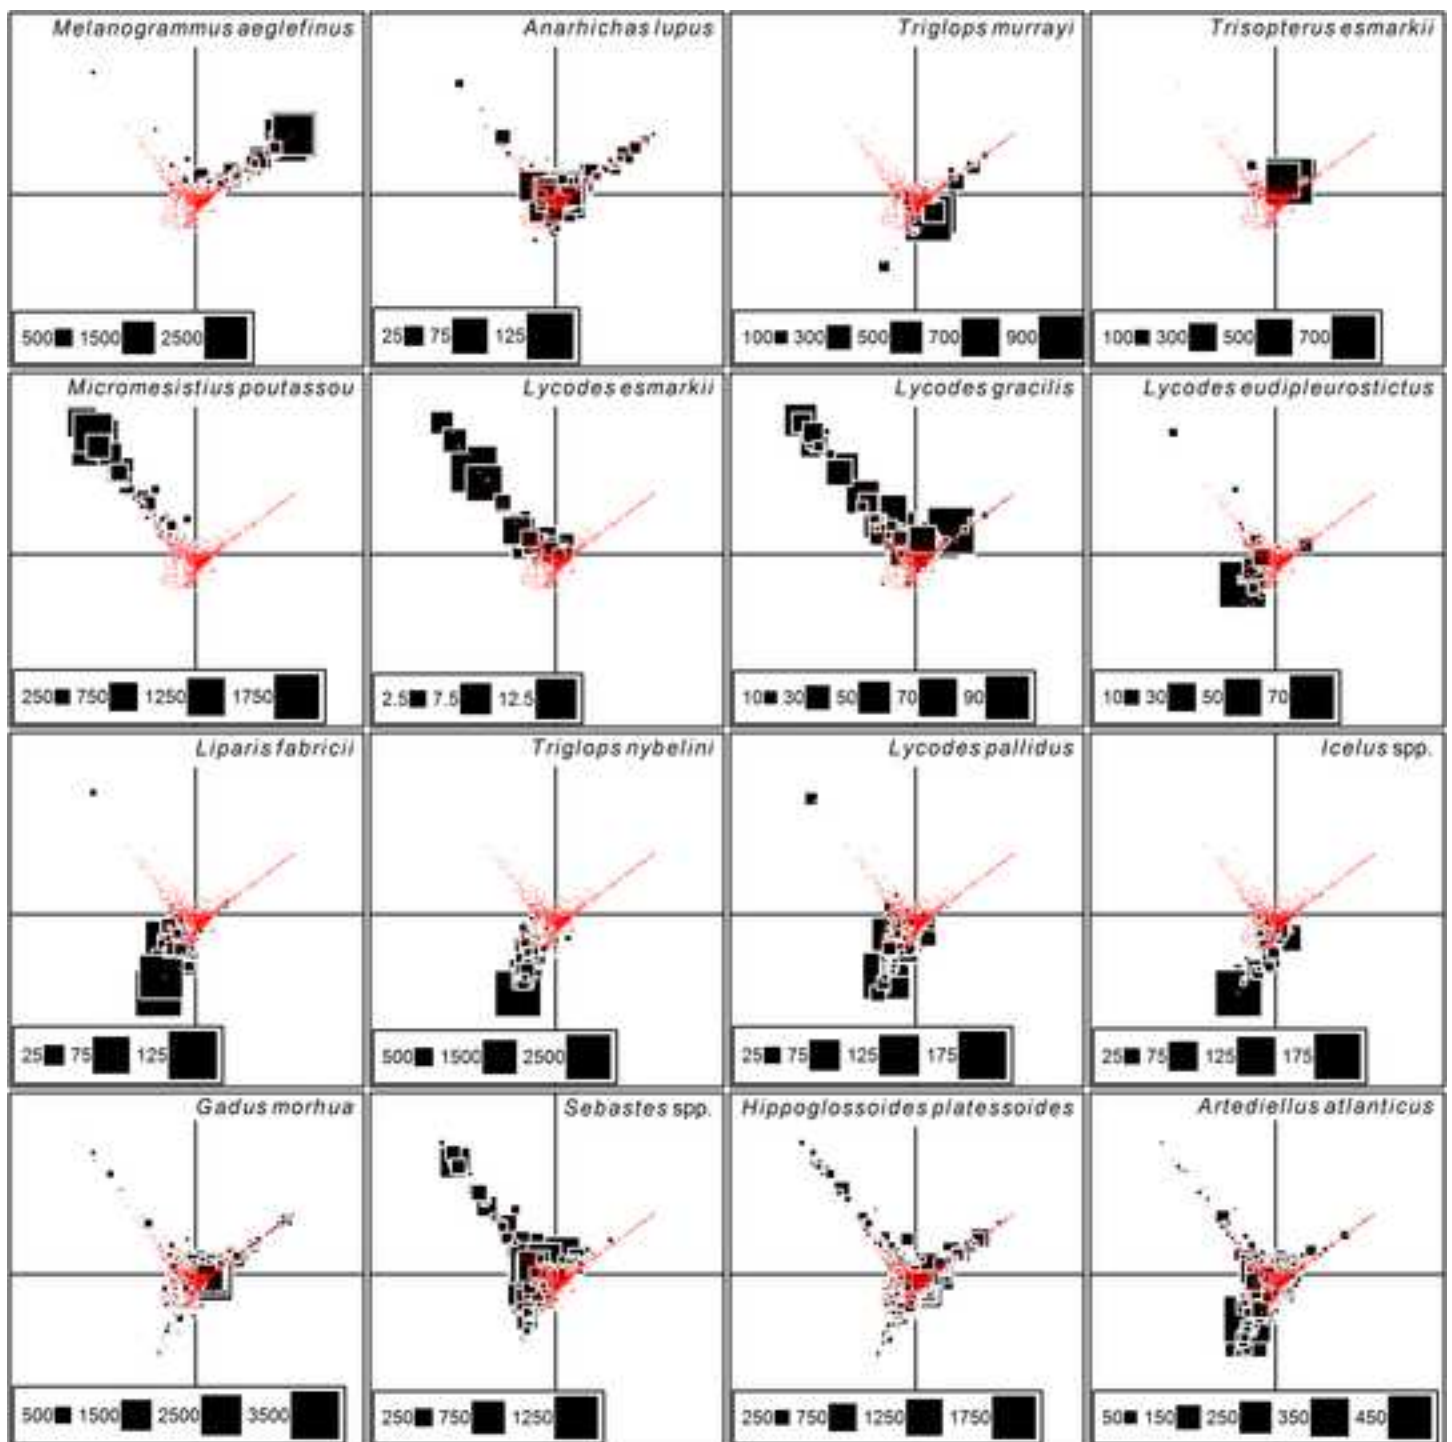 Melanogrammus aeglefinus
Anarhichas lupus
Triglops murrayi
Trisopterus esmarkii
500 1500 2500
25 75 125
100 300 500 700 900
100 300 500 700
Micromesistius poutassou
Lycodes esmarkii
Lycodes gracilis
Lycodes eudipleurostictus
250 750 1250 1750
2.5 7.5 12.5
10 30 50 70 90
10 30 50 70
Liparis fabricii
Triglops nybelini
Lycodes pallidus
Icelus spp.
25 75 125
500 1500 2500
25 75 125 175
25 75 125 175
Gadus morhua
Sebastes spp.
Hippoglossoides platessoides
Artediellus atlanticus
500 1500 2500 3500
250 750 1250
250 750 1250 1750
50 150 250 350 450